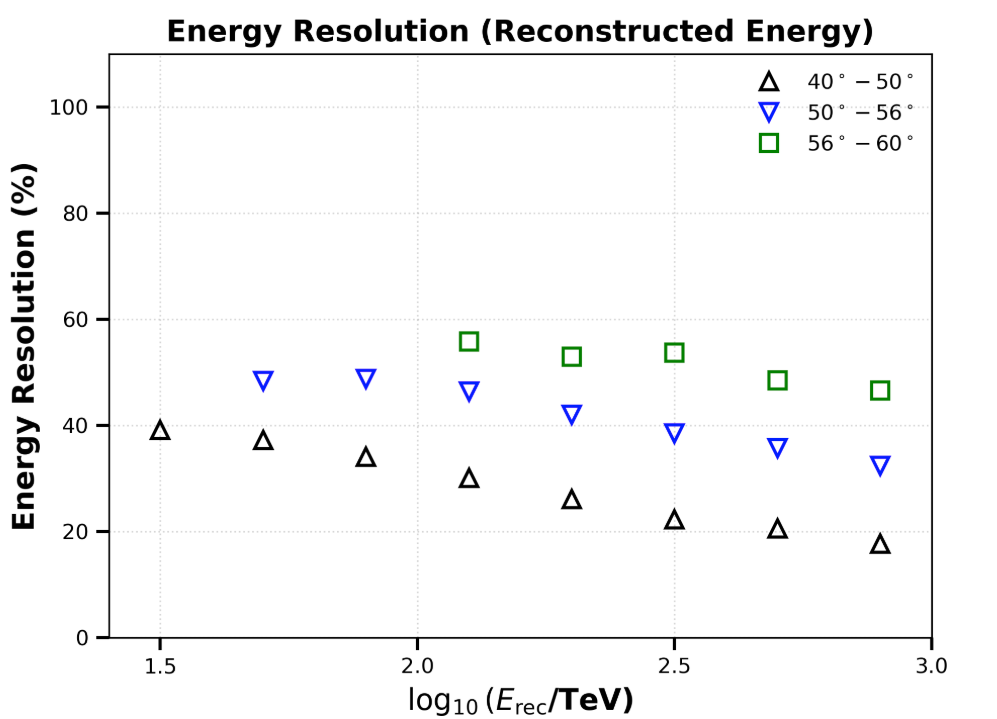 Energy Resolution (Reconstructed Energy)
40° − 50°
50° − 56°
56° − 60°
Energy Resolution (%)
100
80
60
40
20
0
1.5 2.0 2.5 3.0
log₁₀ (E_rec/TeV)